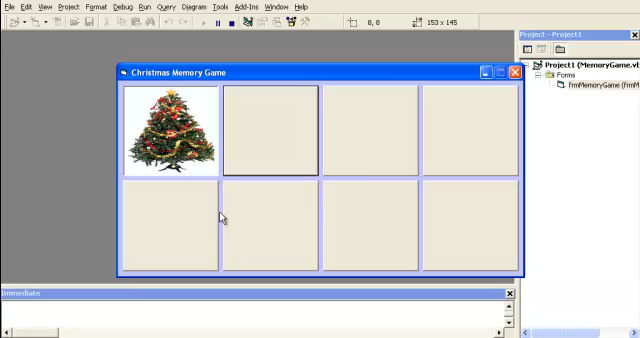 File Edit View Project Format Debug Run Query Diagram Tools Add-Ins Window Help
8, 8 153 x 145
Project - Project1
Christmas Memory Game
Project1 (MemoryGame.vb
Forms
frmMemoryGame (frmM
Immediate